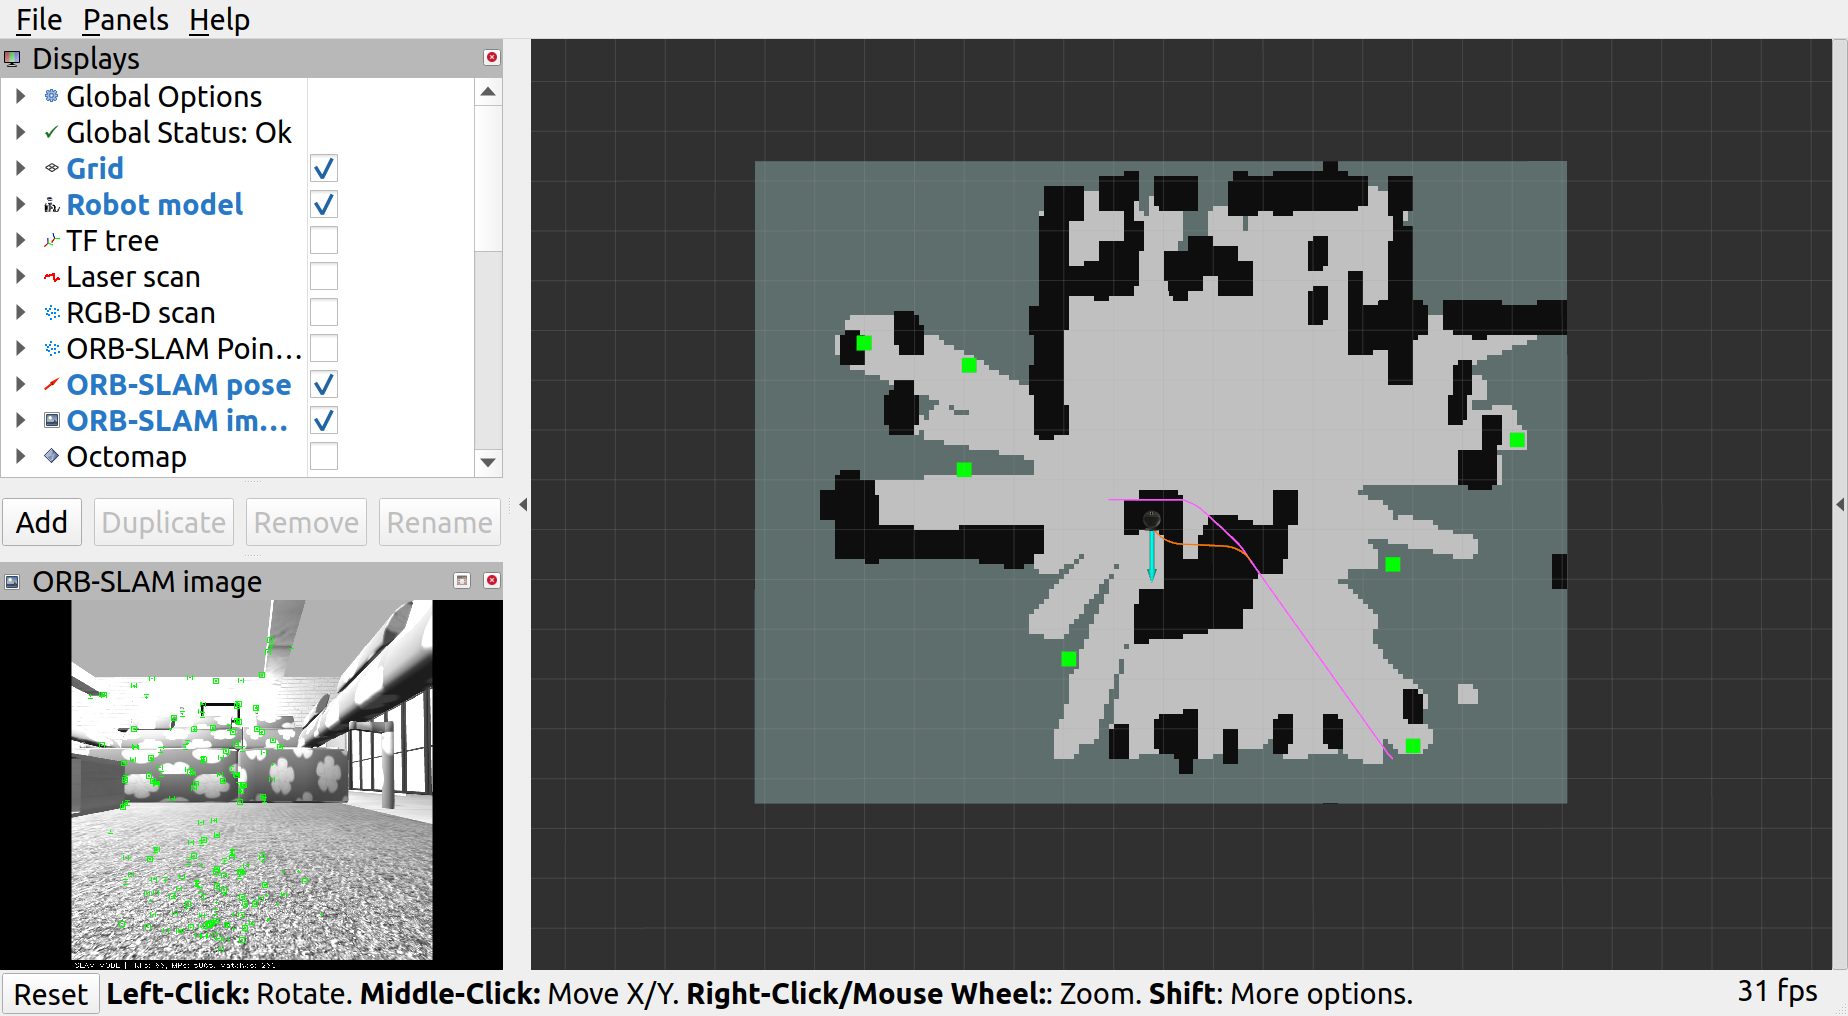 File Panels Help
Displays
Global Options
Global Status: Ok
Grid
Robot model
TF tree
Laser scan
RGB-D scan
ORB-SLAM Poin...
ORB-SLAM pose
ORB-SLAM im...
Octomap
Add Duplicate Remove Rename
ORB-SLAM image
SLAM MODE |
Reset Left-Click: Rotate. Middle-Click: Move X/Y. Right-Click/Mouse Wheel:: Zoom. Shift: More options. 31 fps